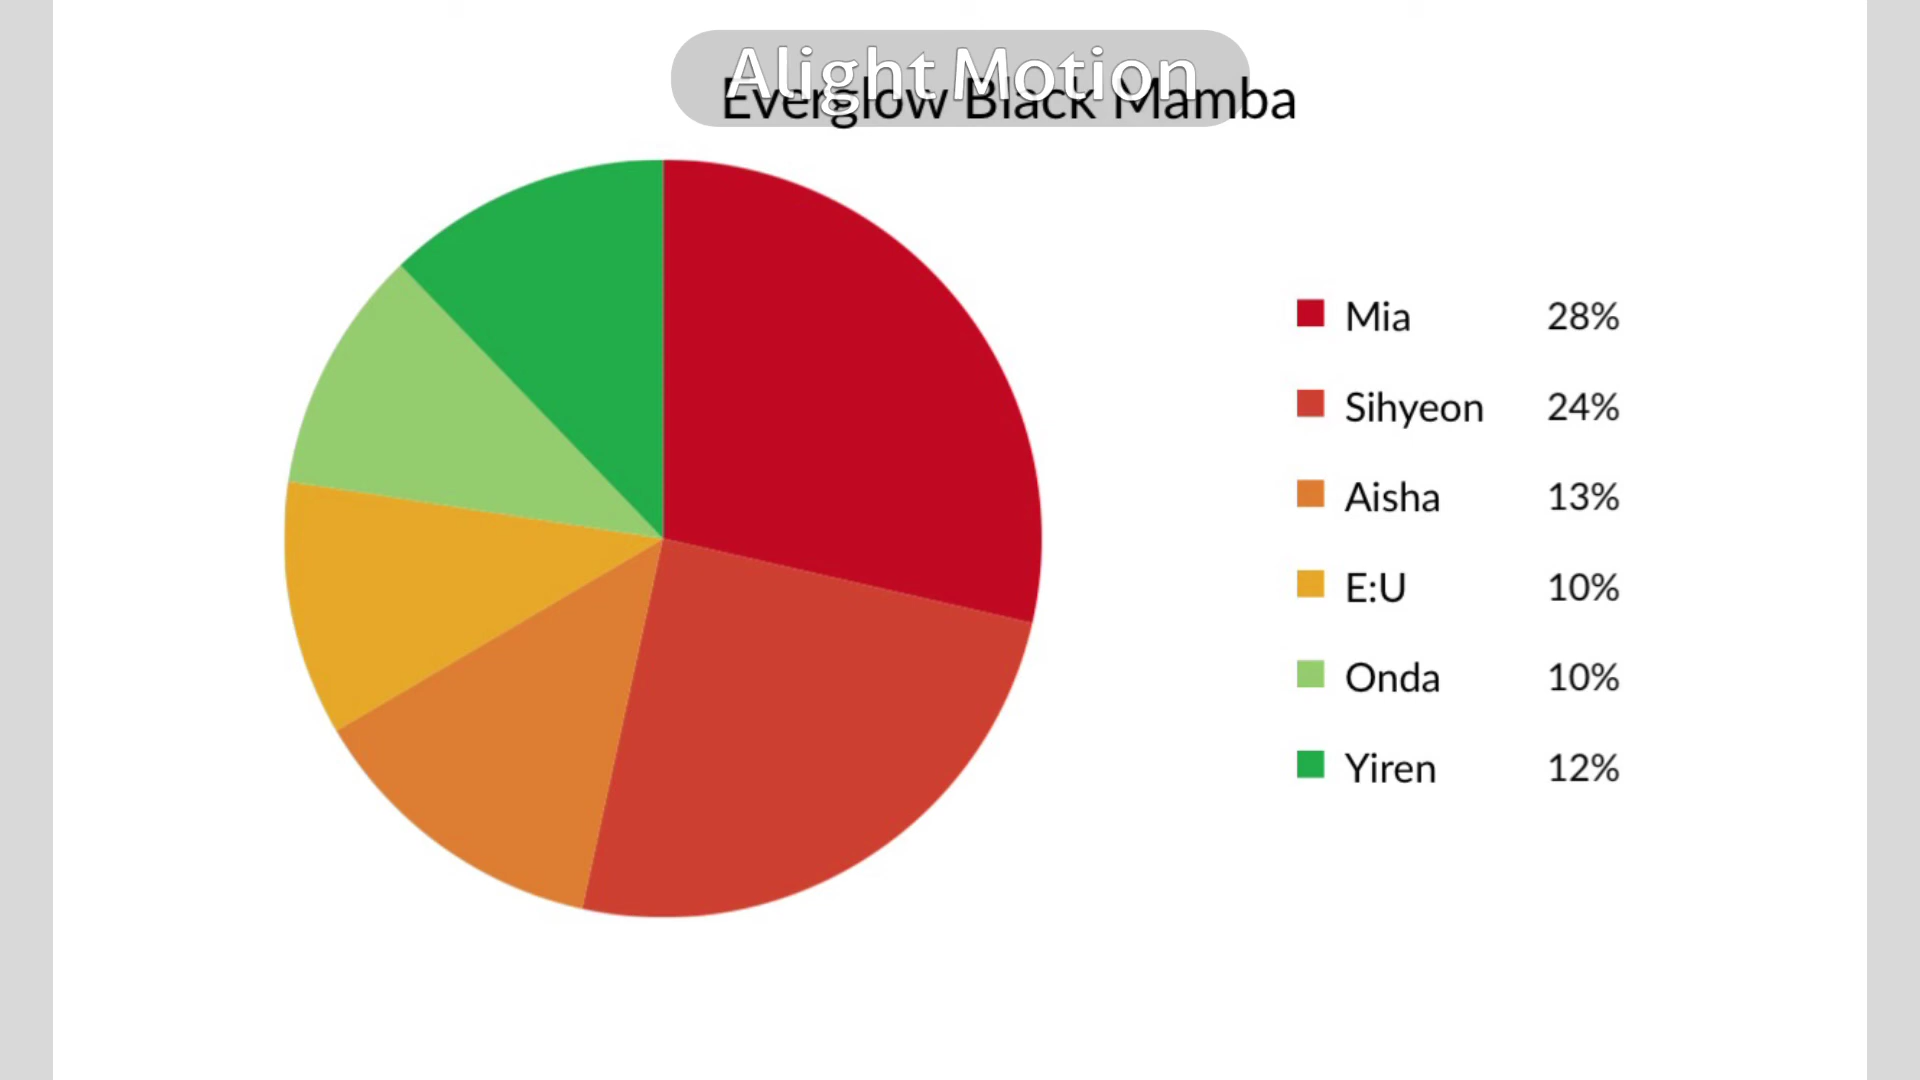 Alight Motion
Everglow Black Mamba
Mia 28%
Sihyeon 24%
Aisha 13%
E:U 10%
Onda 10%
Yiren 12%